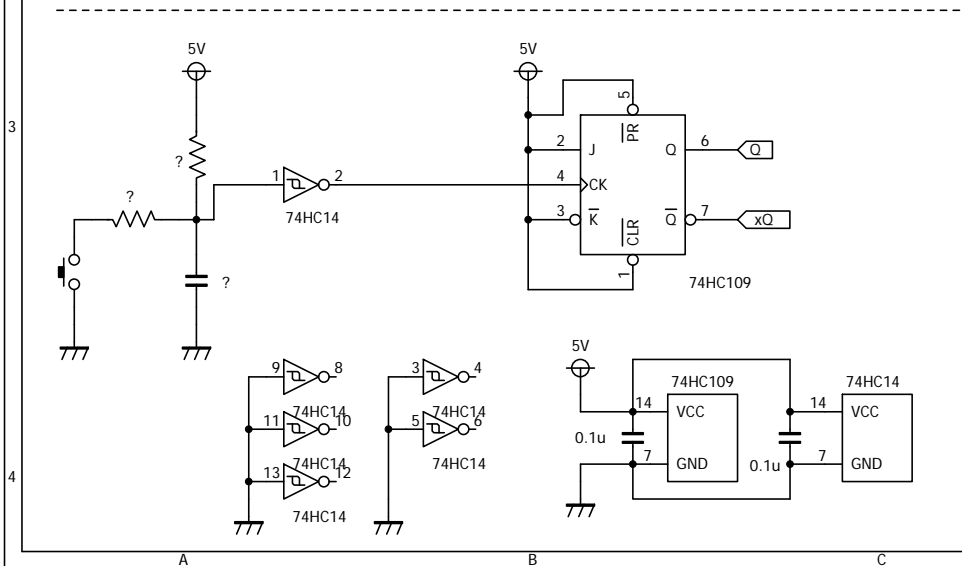 5V
5V
3
5
PR
2
J
Q
6
Q
?
?
1
2
4
CK
74HC14
3
K
CLR
Q
7
xQ
?
1
74HC109
5V
9
8
3
4
74HC109
74HC14
74HC14
74HC14
14
VCC
14
VCC
11
10
5
6
0.1u
0.1u
74HC14
74HC14
7
GND
7
GND
4
13
12
74HC14
A
B
C